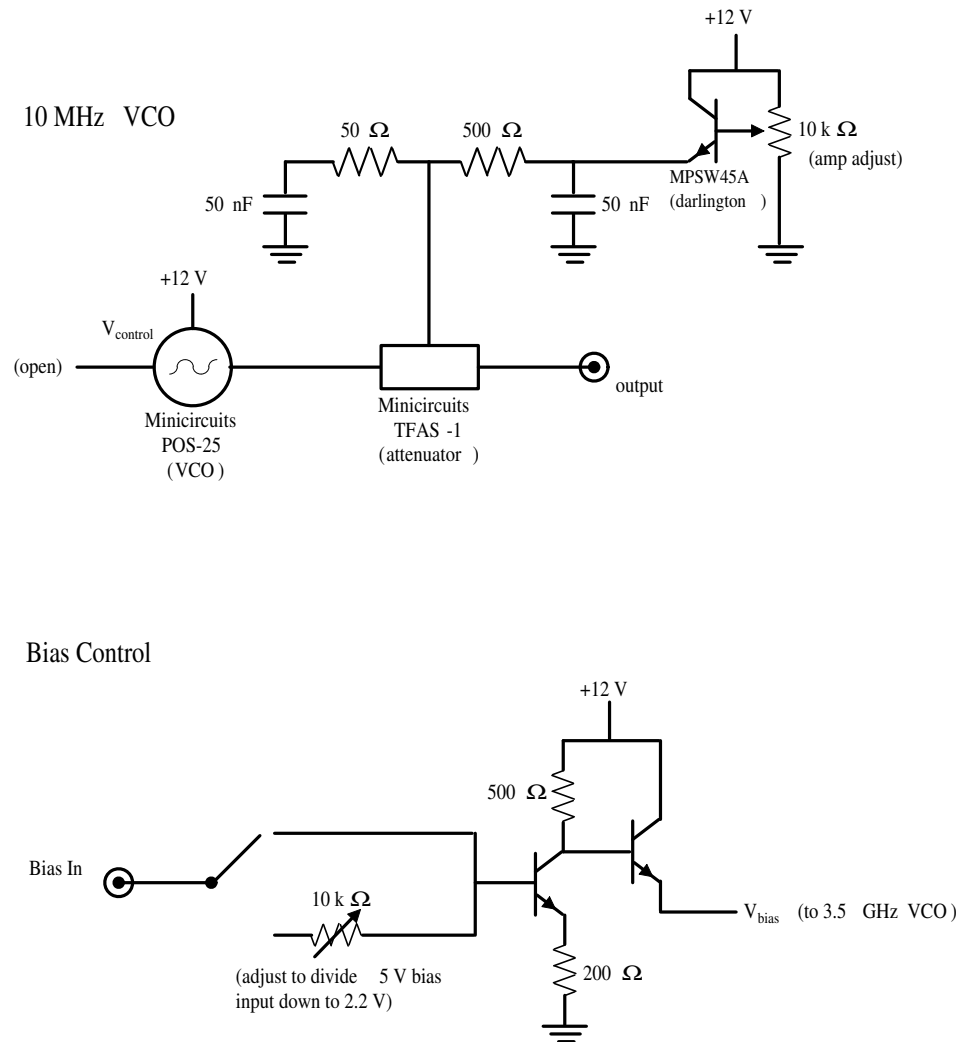 +12 V
10 MHz VCO
50 Ω
500 Ω
10 k Ω
(amp adjust)
MPSW45A
(darlington )
50 nF
50 nF
+12 V
Vcontrol
(open)
output
Minicircuits
POS-25
(VCO)
Minicircuits
TFAS -1
(attenuator )
Bias Control
+12 V
500 Ω
Bias In
10 k Ω
Vbias (to 3.5 GHz VCO)
(adjust to divide 5 V bias
input down to 2.2 V)
200 Ω